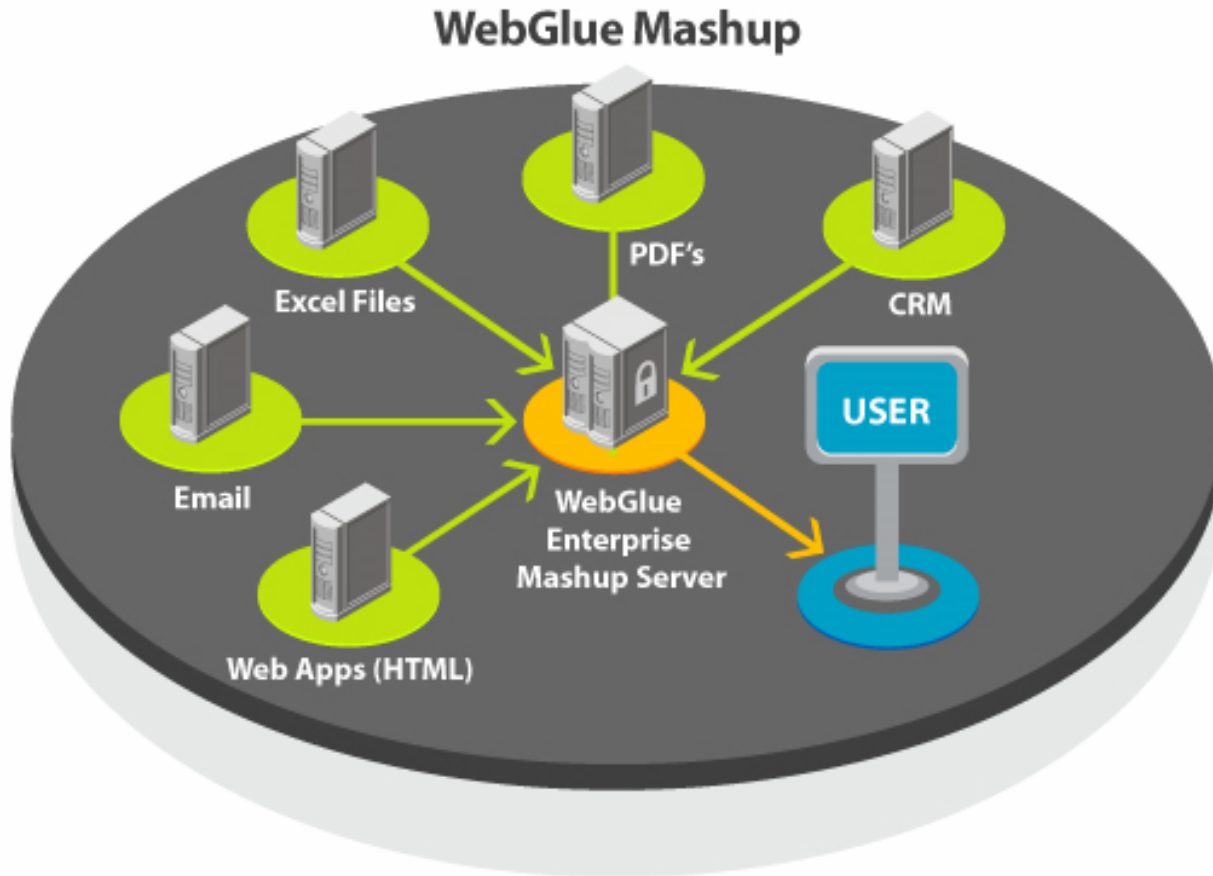 WebGlue Mashup
PDF's
Excel Files
CRM
USER
Email
WebGlue
Enterprise
Mashup Server
Web Apps (HTML)